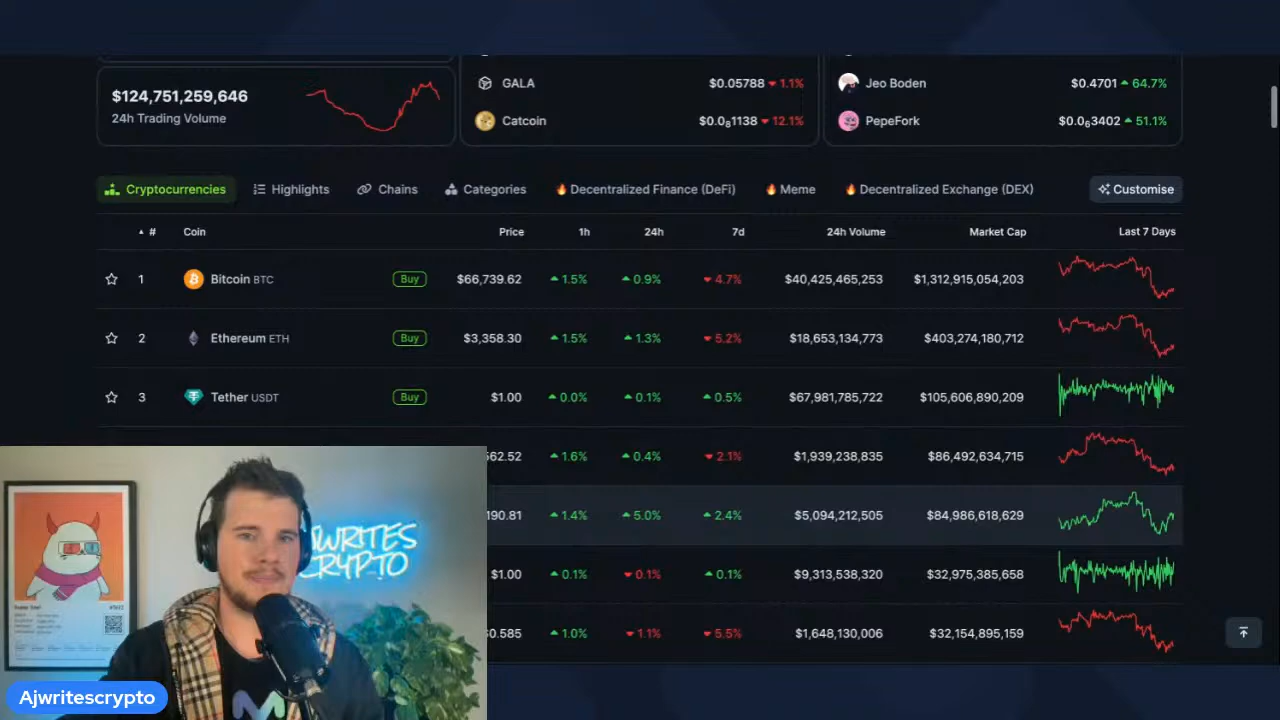 GALA $0.05788 1.1%
Jeo Boden $0.4701 64.7%
$124,751,259,646
24h Trading Volume
Catcoin $0.0₈1138 12.1%
PepeFork $0.0₆3402 51.1%
Cryptocurrencies Highlights Chains Categories Decentralized Finance (DeFi) Meme Decentralized Exchange (DEX) Customise
# Coin Price 1h 24h 7d 24h Volume Market Cap Last 7 Days
1 Bitcoin BTC Buy $66,739.62 1.5% 0.9% 4.7% $40,425,465,253 $1,312,915,054,203
2 Ethereum ETH Buy $3,358.30 1.5% 1.3% 5.2% $18,653,134,773 $403,274,180,712
3 Tether USDT Buy $1.00 0.0% 0.1% 0.5% $67,981,785,722 $105,606,890,209
562.52 1.6% 0.4% 2.1% $1,939,238,835 $86,492,634,715
190.81 1.4% 5.0% 2.4% $5,094,212,505 $84,986,618,629
$1.00 0.1% 0.1% 0.1% $9,313,538,320 $32,975,385,658
0.585 1.0% 1.1% 5.5% $1,648,130,006 $32,154,895,159
JWRITES
CRYPTO
Ajwritescrypto